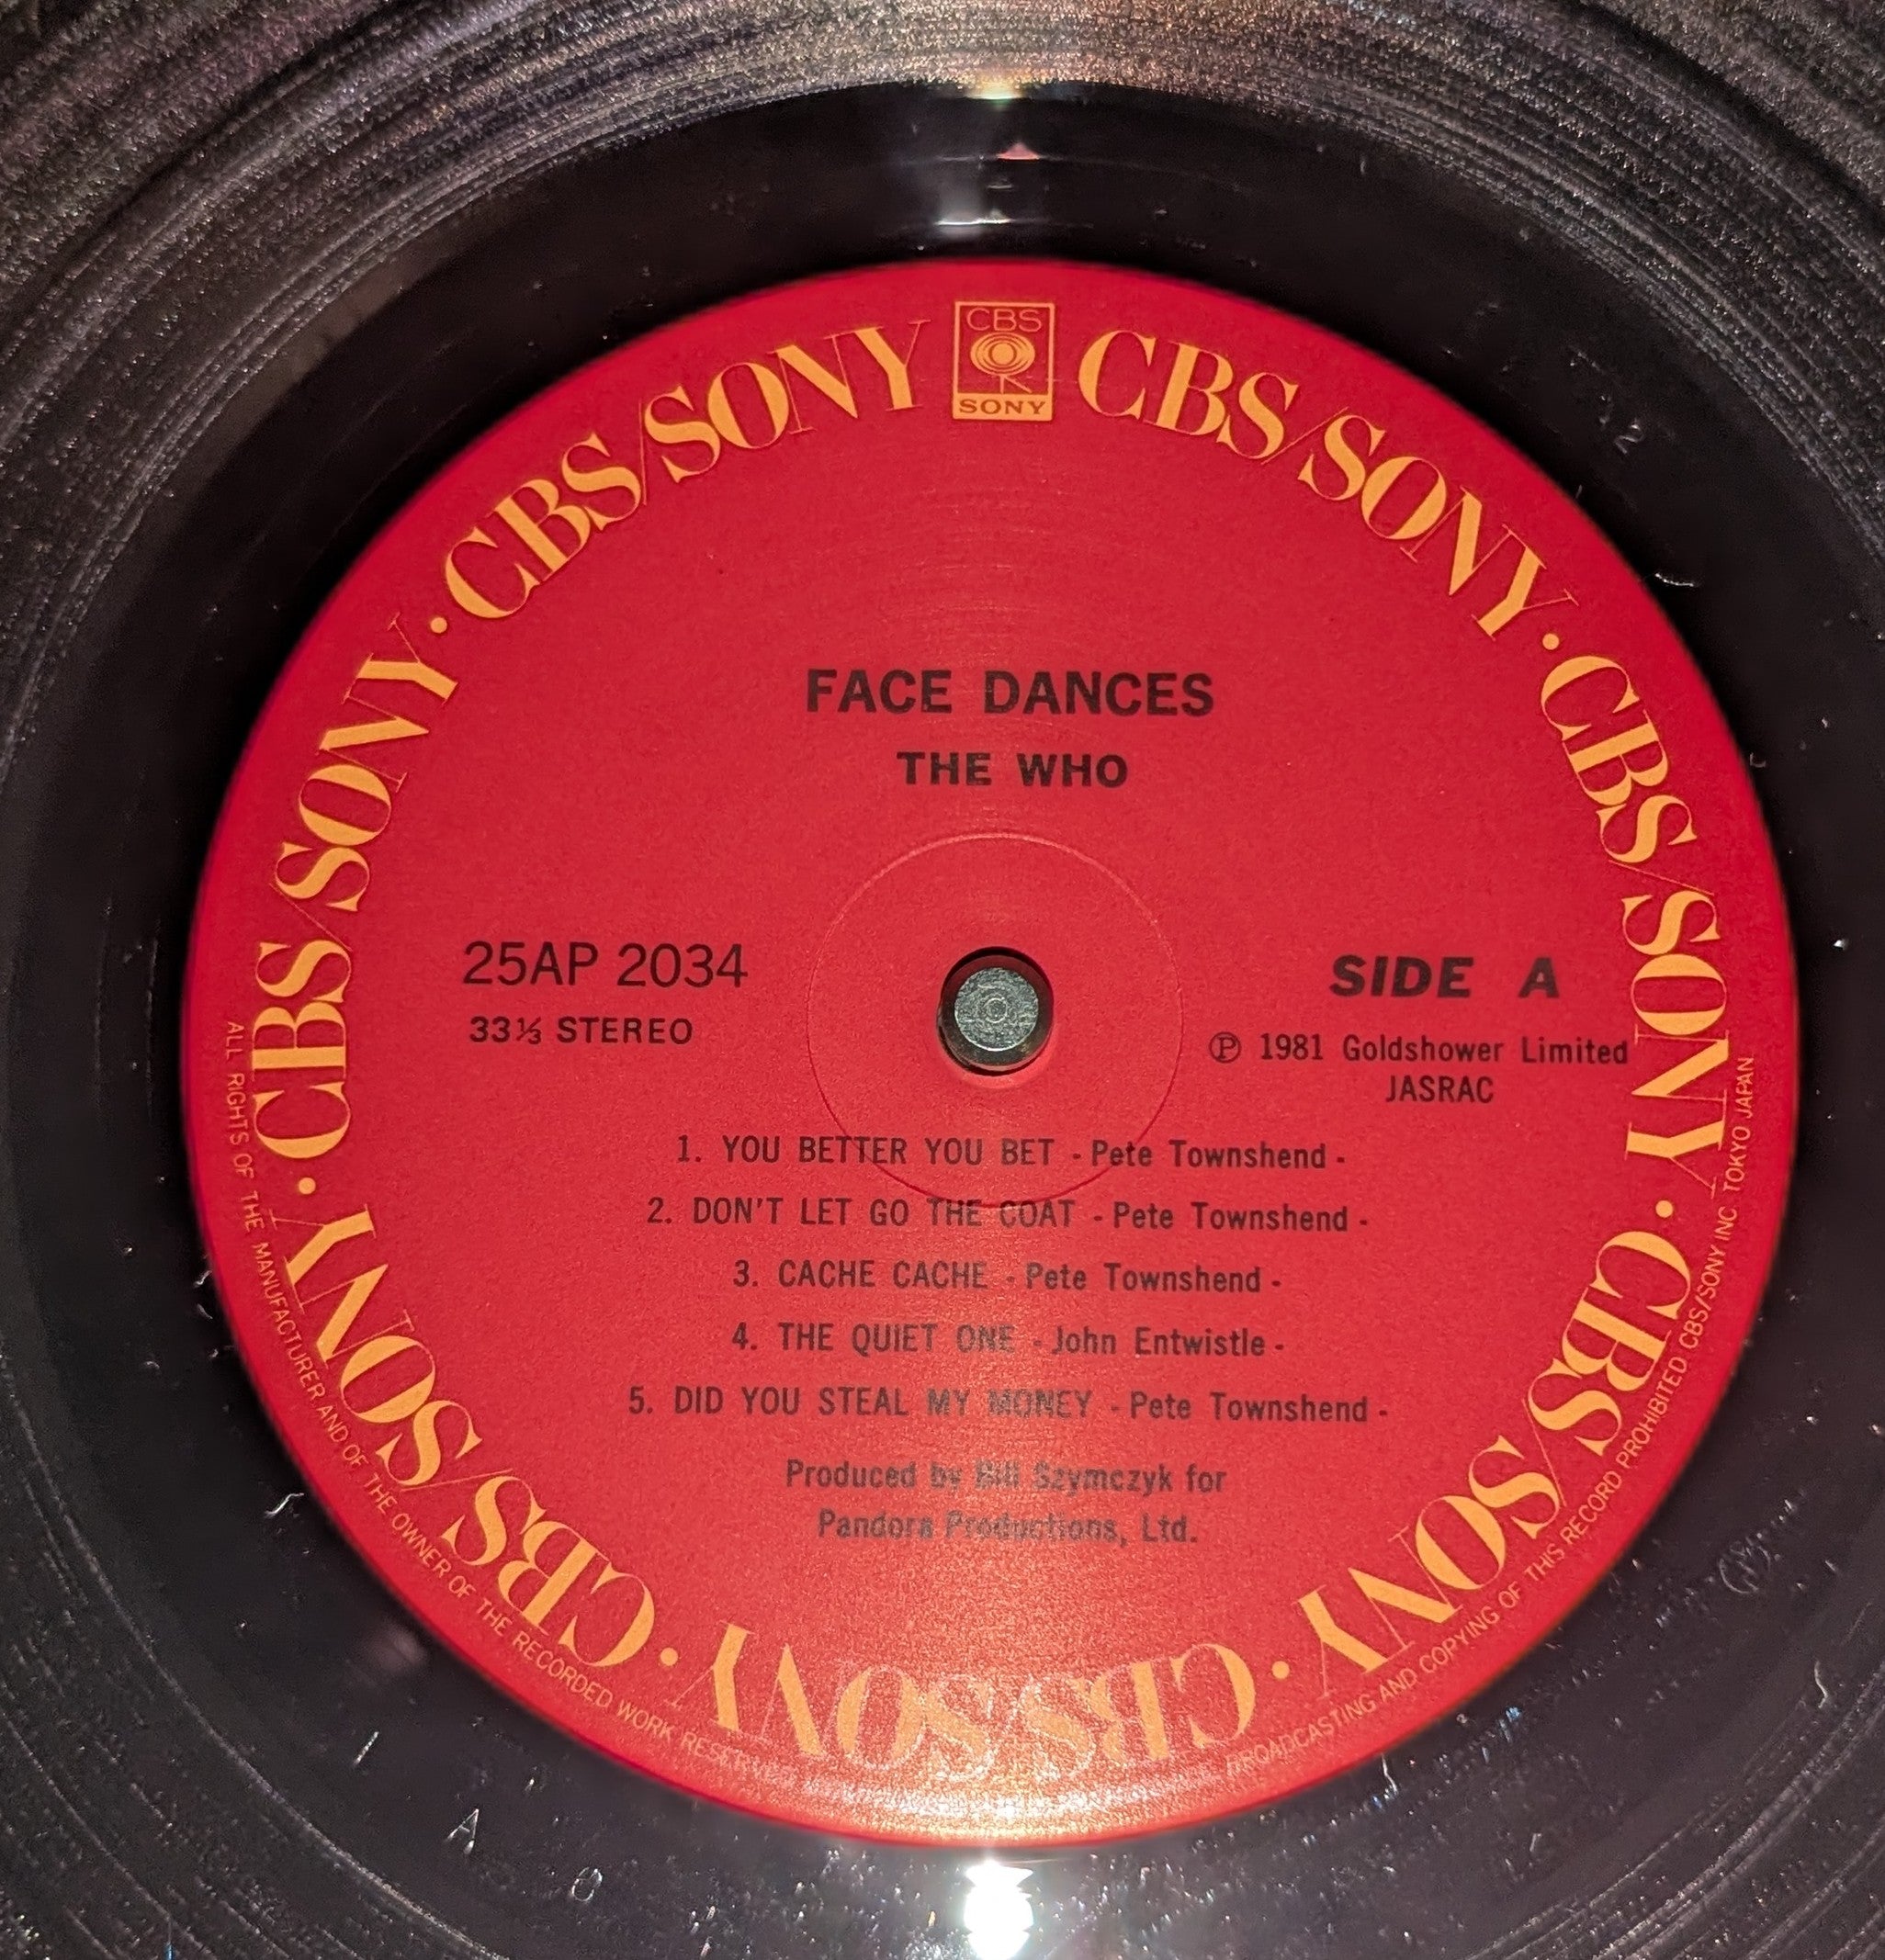 CBS
SONY
CBS/SONY · CBS/SONY · CBS/SONY · CBS/SONY · CBS/SONY · CBS/SONY · CBS/SONY · CBS/SONY
FACE DANCES
THE WHO
25AP 2034
33⅓ STEREO
SIDE A
Ⓟ 1981 Goldshower Limited
JASRAC
1. YOU BETTER YOU BET - Pete Townshend -
2. DON'T LET GO THE COAT - Pete Townshend -
3. CACHE CACHE - Pete Townshend -
4. THE QUIET ONE - John Entwistle -
5. DID YOU STEAL MY MONEY - Pete Townshend -
Produced by Bill Szymczyk for
Pandora Productions, Ltd.
ALL RIGHTS OF THE MANUFACTURER AND OF THE OWNER OF THE RECORDED WORK
BROADCASTING AND COPYING OF THIS RECORD PROHIBITED CBS/SONY INC TOKYO JAPAN
A